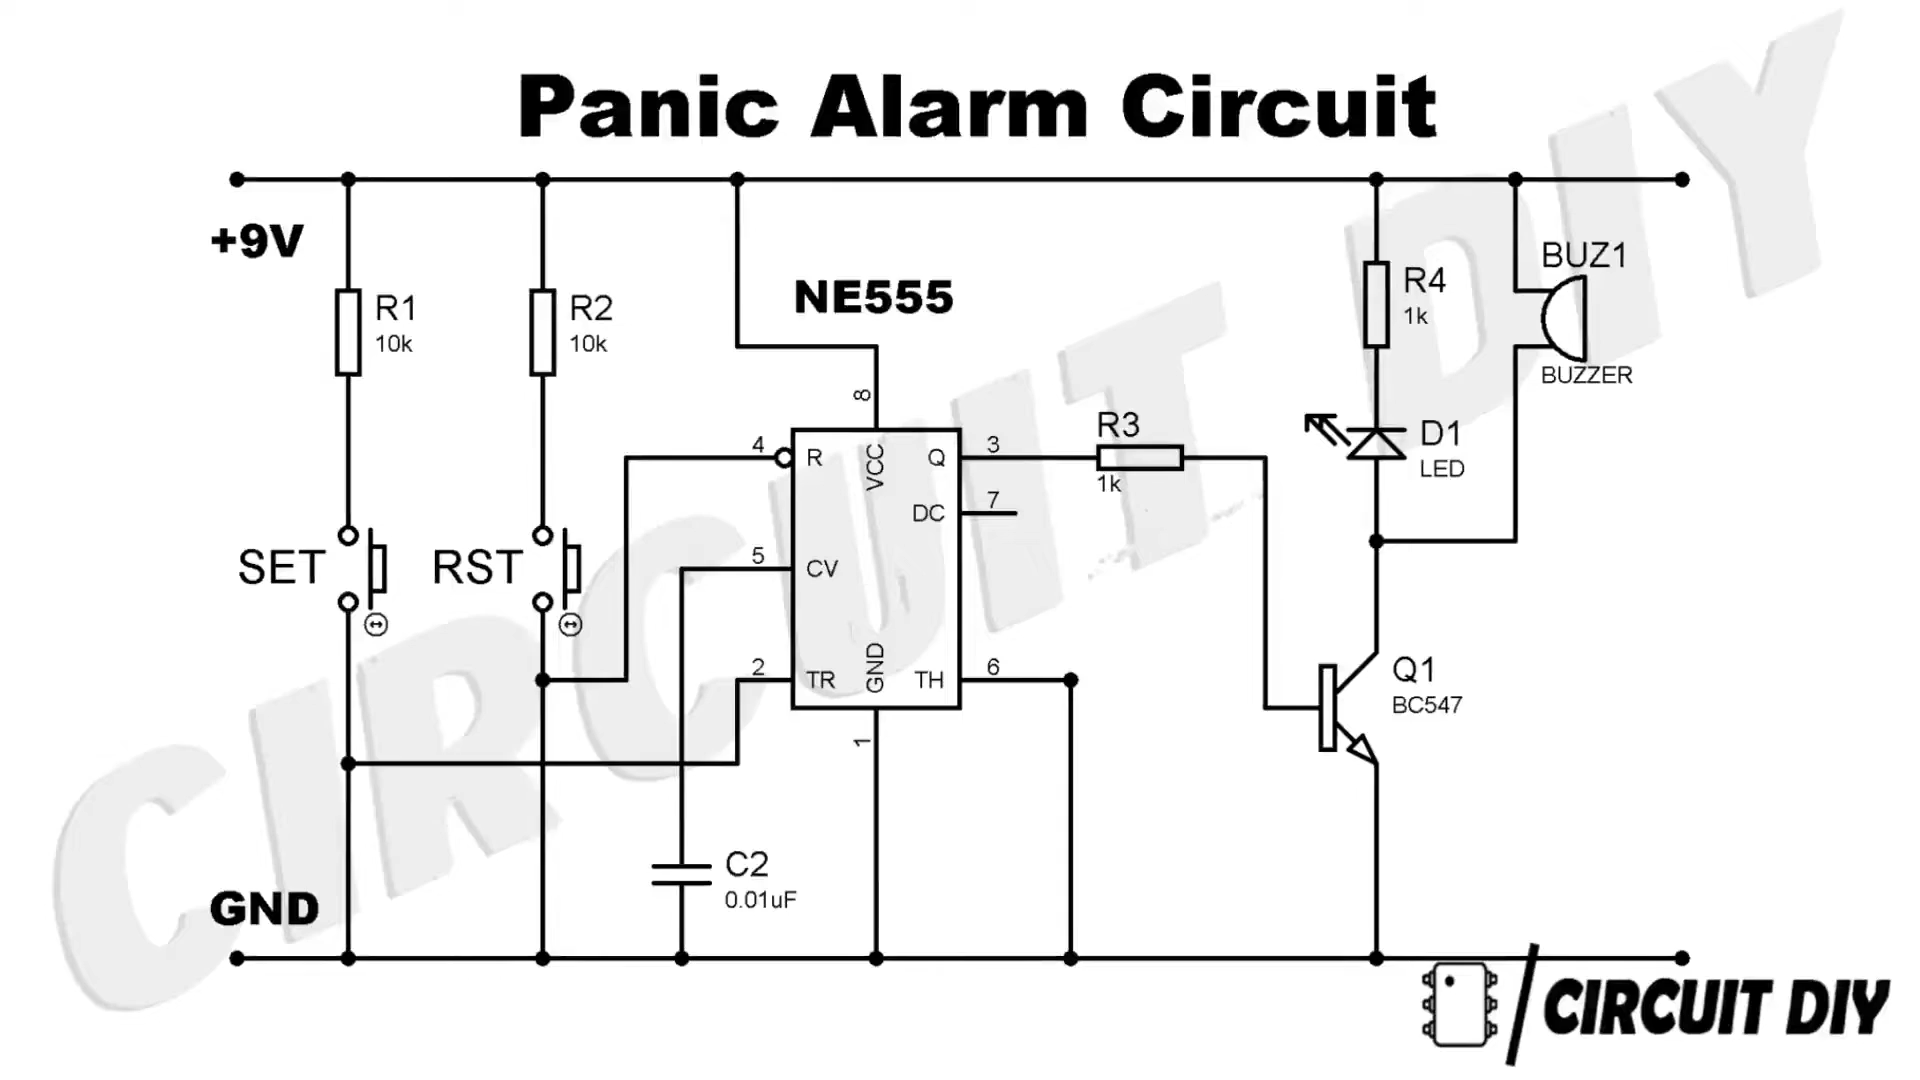 Panic Alarm Circuit
+9V
BUZ1
R4
1k
NE555
R1
10k
R2
10k
BUZZER
8
R3
1k
D1
LED
4
R
VCC
Q
3
DC
7
SET
RST
5
CV
2
TR
GND
TH
6
1
Q1
BC547
C2
0.01uF
GND
CIRCUIT DIY
CIRCUIT DIY